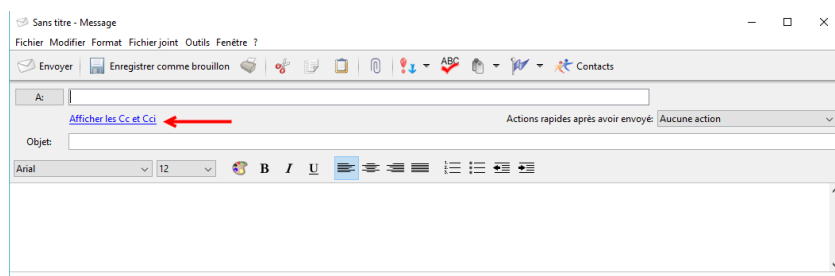 Sans titre - Message
Fichier Modifier Format Fichier joint Outils Fenêtre ?
Envoyer Enregistrer comme brouillon ABC Contacts
A:
Afficher les Cc et Cci Actions rapides après avoir envoyé: Aucune action
Objet:
Arial 12 B I U